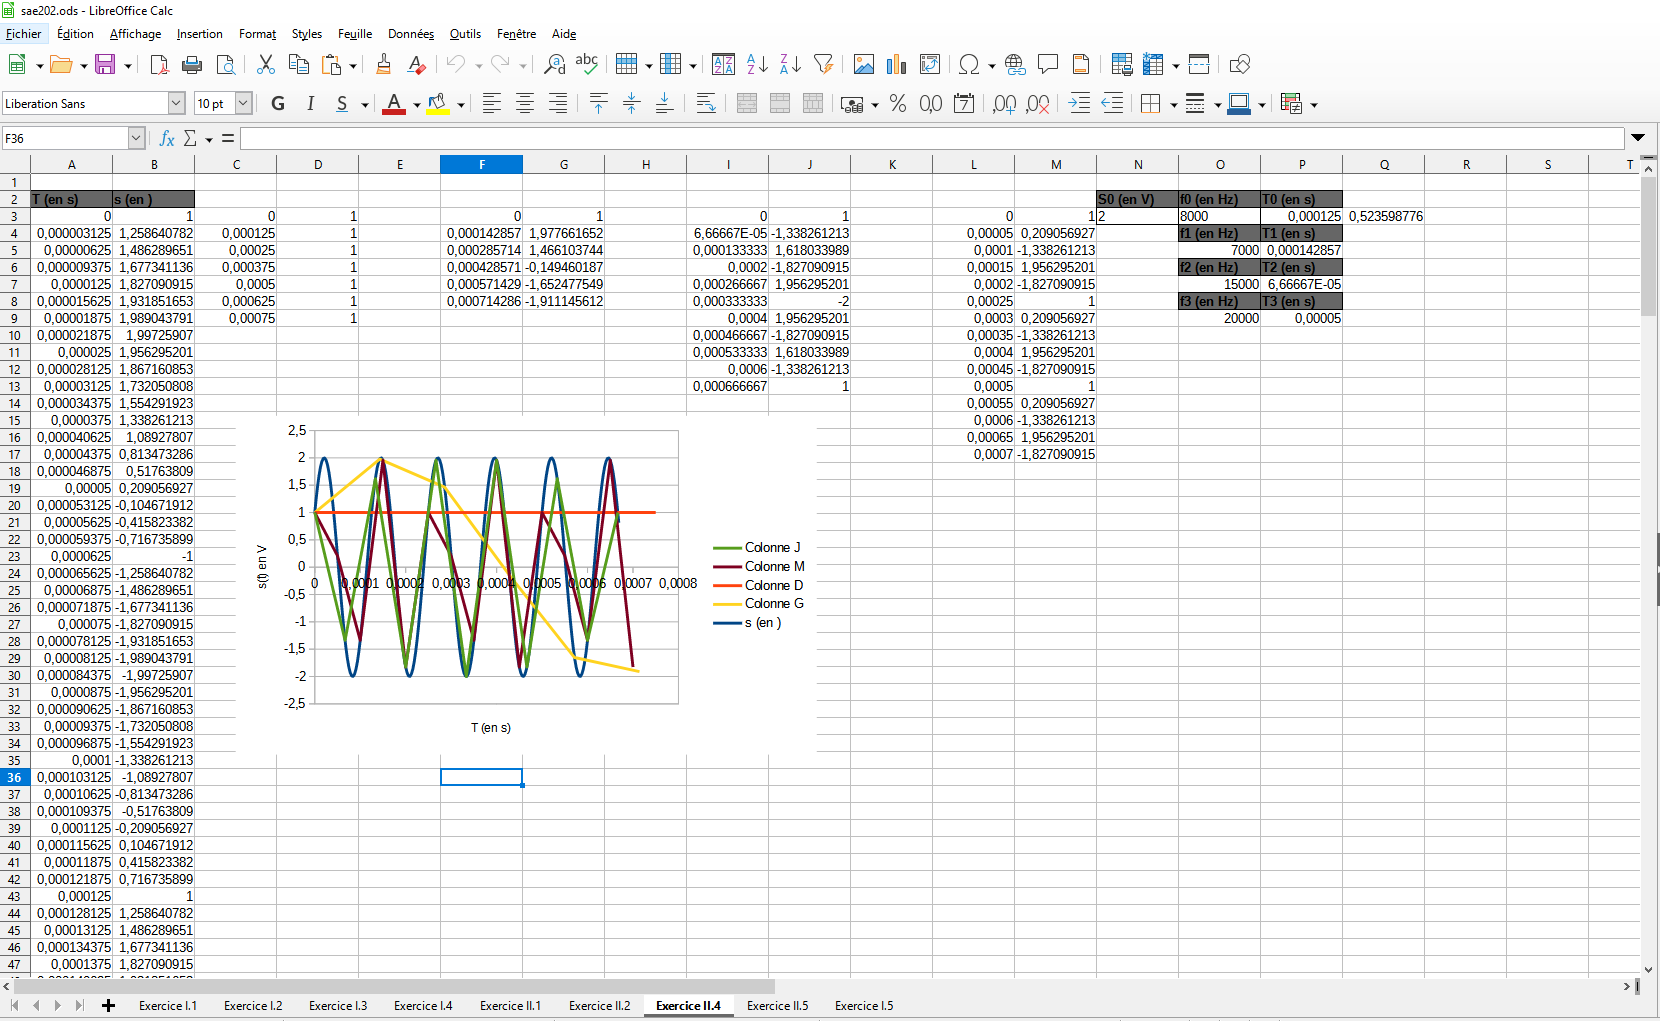 sae202.ods - LibreOffice Calc
Fichier Édition Affichage Insertion Format Styles Feuille Données Outils Fenêtre Aide
Liberation Sans 10 pt G I S A
F36 fx Σ =
A B C D E F G H I J K L M N O P Q R S T
1
2 T (en s) s (en ) S0 (en V) f0 (en Hz) T0 (en s)
3 0 1 0 1 0 1 0 1 0 1 2 8000 0,000125 0,523598776
4 0,000003125 1,258640782 0,000125 1 0,000142857 1,977661652 6,66667E-05 -1,338261213 0,00005 0,209056927 f1 (en Hz) T1 (en s)
5 0,00000625 1,486289651 0,00025 1 0,000285714 1,466103744 0,000133333 1,618033989 0,0001 -1,338261213 7000 0,000142857
6 0,000009375 1,677341136 0,000375 1 0,000428571 -0,149460187 0,0002 -1,827090915 0,00015 1,956295201 f2 (en Hz) T2 (en s)
7 0,0000125 1,827090915 0,0005 1 0,000571429 -1,652477549 0,000266667 1,956295201 0,0002 -1,827090915 15000 6,66667E-05
8 0,000015625 1,931851653 0,000625 1 0,000714286 -1,911145612 0,000333333 -2 0,00025 1 f3 (en Hz) T3 (en s)
9 0,00001875 1,989043791 0,00075 1 0,0004 1,956295201 0,0003 0,209056927 20000 0,00005
10 0,000021875 1,99725907 0,000466667 -1,827090915 0,00035 -1,338261213
11 0,000025 1,956295201 0,000533333 1,618033989 0,0004 1,956295201
12 0,000028125 1,867160853 0,0006 -1,338261213 0,00045 -1,827090915
13 0,00003125 1,732050808 0,000666667 1 0,0005 1
14 0,000034375 1,554291923 0,00055 0,209056927
15 0,0000375 1,338261213 0,0006 -1,338261213
16 0,000040625 1,08927807 0,00065 1,956295201
17 0,00004375 0,813473286 0,0007 -1,827090915
18 0,000046875 0,51763809
19 0,00005 0,209056927
20 0,000053125 -0,104671912
21 0,00005625 -0,415823382
22 0,000059375 -0,716735899
23 0,0000625 -1
24 0,000065625 -1,258640782
25 0,00006875 -1,486289651
26 0,000071875 -1,677341136
27 0,000075 -1,827090915
28 0,000078125 -1,931851653
29 0,00008125 -1,989043791
30 0,000084375 -1,99725907
31 0,0000875 -1,956295201
32 0,000090625 -1,867160853
33 0,00009375 -1,732050808
34 0,000096875 -1,554291923
35 0,0001 -1,338261213
36 0,000103125 -1,08927807
37 0,00010625 -0,813473286
38 0,000109375 -0,51763809
39 0,0001125 -0,209056927
40 0,000115625 0,104671912
41 0,00011875 0,415823382
42 0,000121875 0,716735899
43 0,000125 1
44 0,000128125 1,258640782
45 0,00013125 1,486289651
46 0,000134375 1,677341136
47 0,0001375 1,827090915
2,5
2
1,5
1
0,5
0
-0,5
-1
-1,5
-2
-2,5
0 0,0001 0,0002 0,0003 0,0004 0,0005 0,0006 0,0007 0,0008
s(t) en V
T (en s)
Colonne J
Colonne M
Colonne D
Colonne G
s (en )
Exercice I.1 Exercice I.2 Exercice I.3 Exercice I.4 Exercice II.1 Exercice II.2 Exercice II.4 Exercice II.5 Exercice I.5